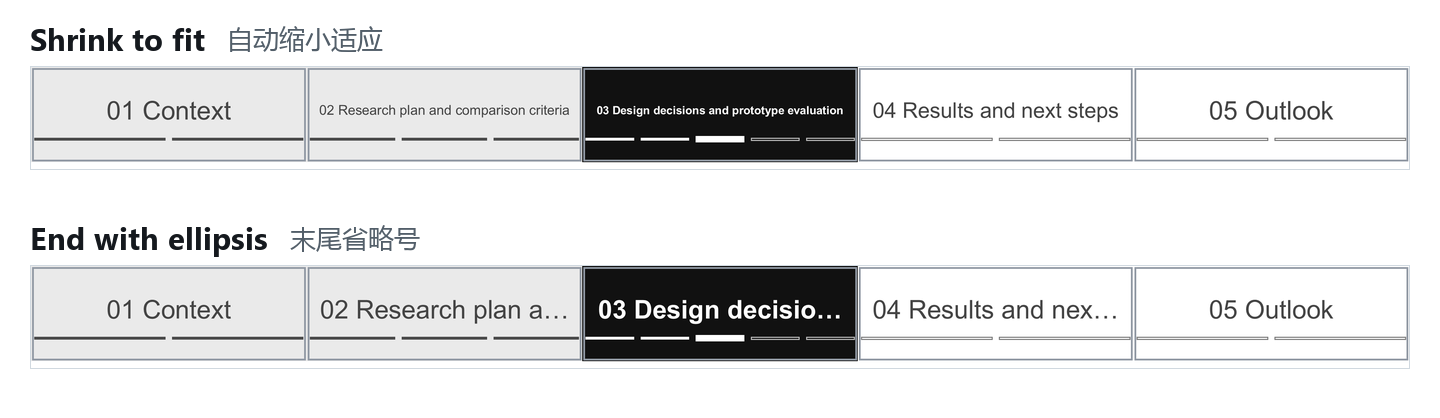 Shrink to fit 自动缩小适应
01 Context 02 Research plan and comparison criteria 03 Design decisions and prototype evaluation 04 Results and next steps 05 Outlook
End with ellipsis 末尾省略号
01 Context 02 Research plan a… 03 Design decisio… 04 Results and nex… 05 Outlook